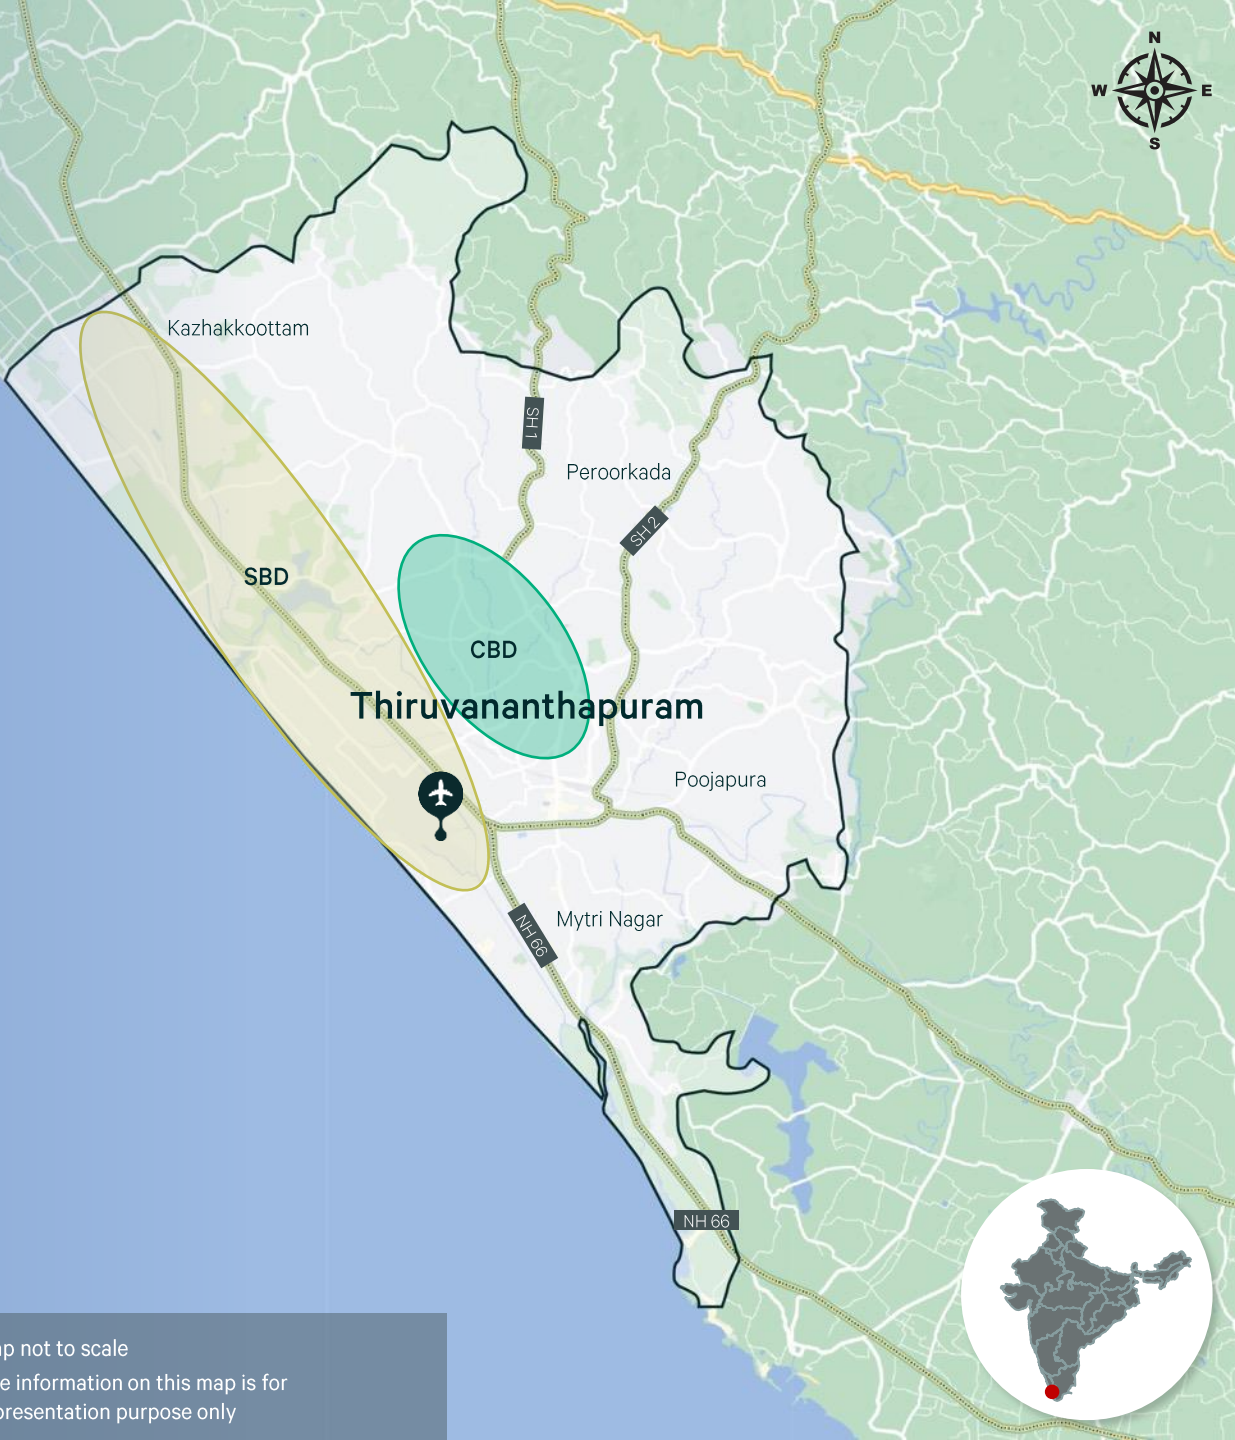 N
W E
S
Kazhakkoottam
SH 1
Peroorkada
SH 2
SBD
CBD
Thiruvananthapuram
Poojapura
Mytri Nagar
NH 66
NH 66
not to scale
information on this map is for
purpose only